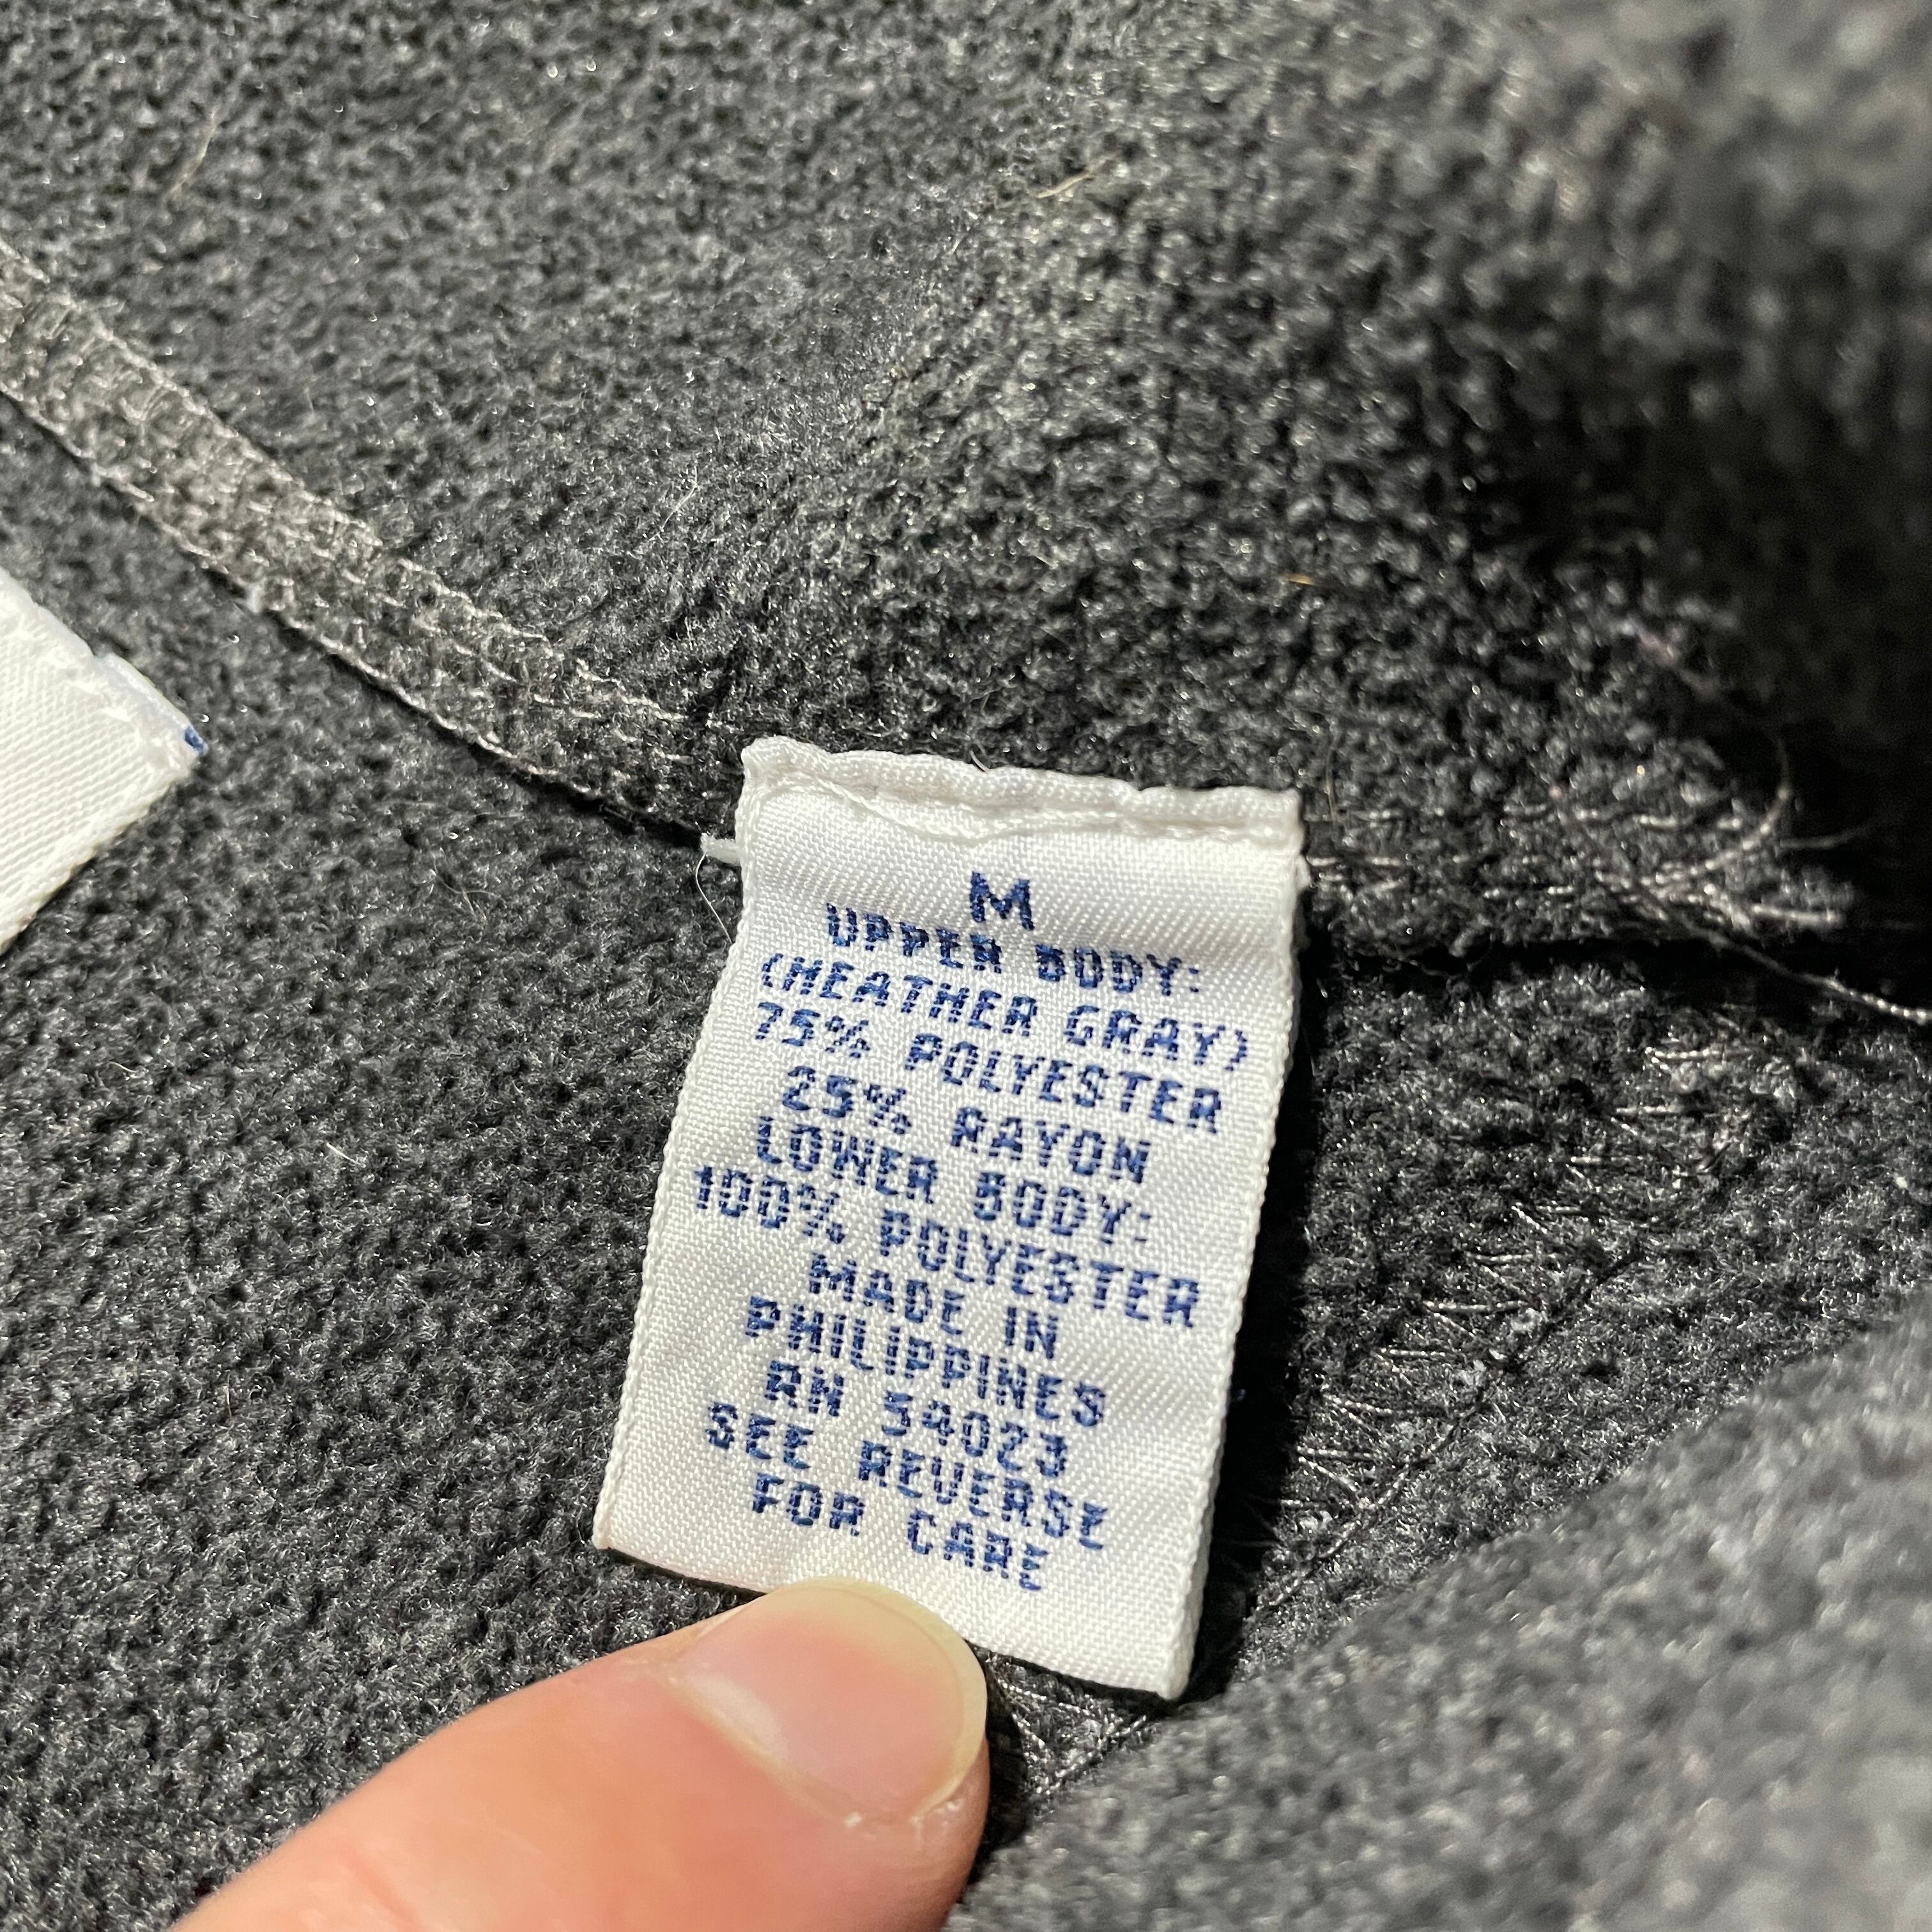 M
UPPER BODY:
(HEATHER GRAY)
75% POLYESTER
25% RAYON
LOWER BODY:
100% POLYESTER
MADE IN
PHILIPPINES
RN 34023
SEE REVERSE
FOR CARE